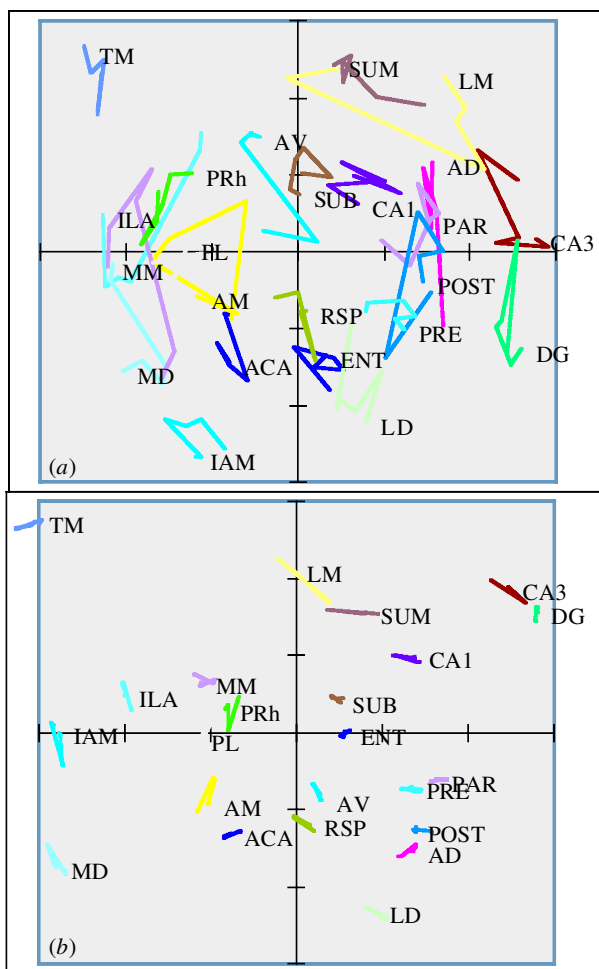 TM
SUM
LM
AV
PRh
AD
SUB
CA1
ILA
PAR
CA3
PL
MM
POST
AM
RSP
PRE
DG
ENT
ACA
MD
LD
IAM
(a)
TM
LM
CA3
SUM
DG
CA1
MM
ILA
SUB
PRh
IAM
PL
ENT
PAR
PRE
AM
AV
RSP
ACA
POST
AD
MD
LD
(b)